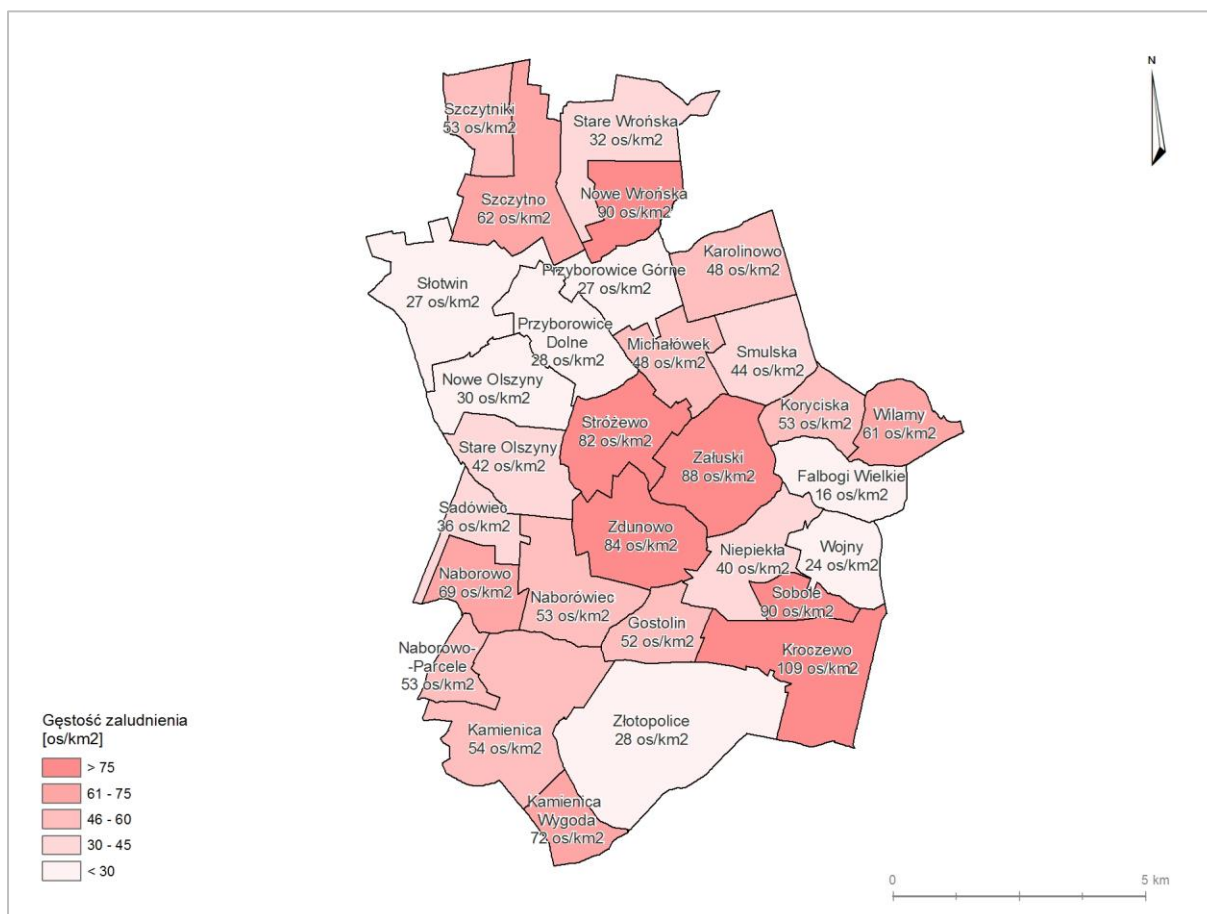 N
Szczytniki
53 os/km2
Stare Wrońska
32 os/km2
Szczytno
62 os/km2
Nowe Wrońska
90 os/km2
Karolinowo
48 os/km2
Przyborowice Górne
27 os/km2
Słotwin
27 os/km2
Przyborowice
Dolne
28 os/km2
Michałówek
48 os/km2
Smulska
44 os/km2
Nowe Olszyny
30 os/km2
Koryciska
53 os/km2
Wilamy
61 os/km2
Stróżewo
82 os/km2
Stare Olszyny
42 os/km2
Załuski
88 os/km2
Falbogi Wielkie
16 os/km2
Sadówiec
36 os/km2
Zdunowo
84 os/km2
Niepiekła
40 os/km2
Wojny
24 os/km2
Naborowo
69 os/km2
Naborówiec
53 os/km2
Sobole
90 os/km2
Gostolin
52 os/km2
Naborowo-
-Parcele
53 os/km2
Kroczewo
109 os/km2
Kamienica
54 os/km2
Złotopolice
28 os/km2
Kamienica
Wygoda
72 os/km2
Gęstość zaludnienia
[os/km2]
> 75
61 - 75
46 - 60
30 - 45
< 30
0
5 km